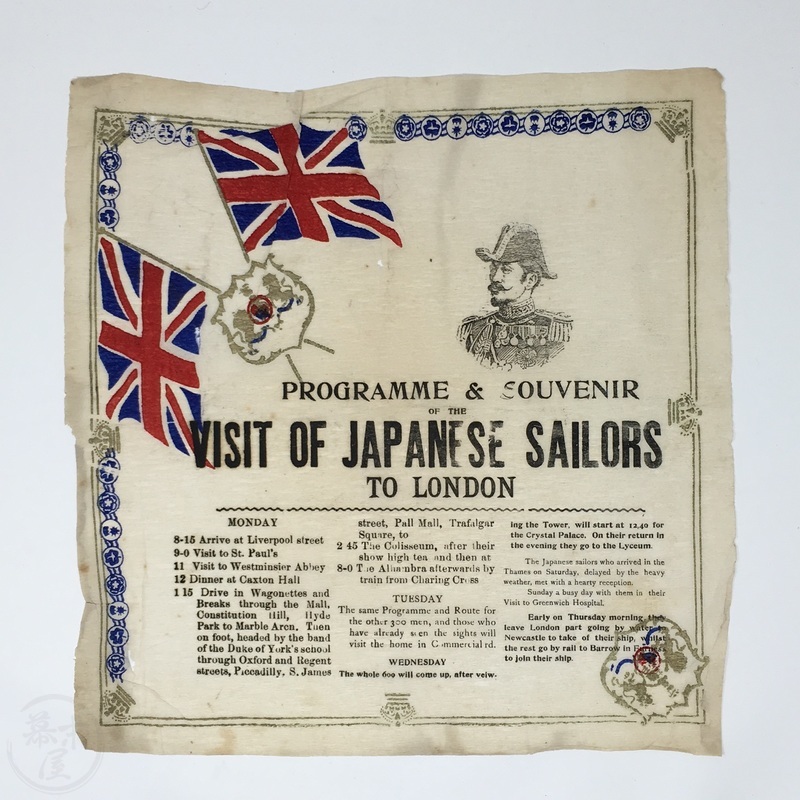 PROGRAMME & SOUVENIR
OF THE
VISIT OF JAPANESE SAILORS
TO LONDON
MONDAY
8-15 Arrive at Liverpool street
9-0 Visit to St. Paul's
11 Visit to Westminsier Abbey
12 Dinner at Caxton Hall
1 15 Drive in Wagonettes and
Breaks through the Mall,
Constitution Hill, Hyde
Park to Marble Arcn. Tnen
on foot, headed by the band
of the Duke of York's school
through Oxford and Regent
streets, Piccadilly, S. James
street, Pall Mall, Trafalgar
Square, to
2 45 The Colisseum, after their
show high tea and then at
8-0 The Alhambra afterwards by
train from Charing Cross
TUESDAY
The same Programme and Route for
the other 300 men, and those who
have already seen the sights will
visit the home in Commercial rd.
WEDNESDAY
The whole 600 will come up, after veiw-
ing the Tower, will start at 12,40 for
the Crystal Palace. On their return in
the evening they go to the Lyceum.
The Japanese sailors who arrived in the
Thames on Saturday, delayed by the heavy
weather, met with a hearty reception.
Sunday a busy day with them in their
Visit to Greenwich Hospital.
Early on Thursday morning they
leave London part going by water to
Newcastle to take of their ship, whilst
the rest go by rail to Barrow in Furness
to join their ship.
幕末屋